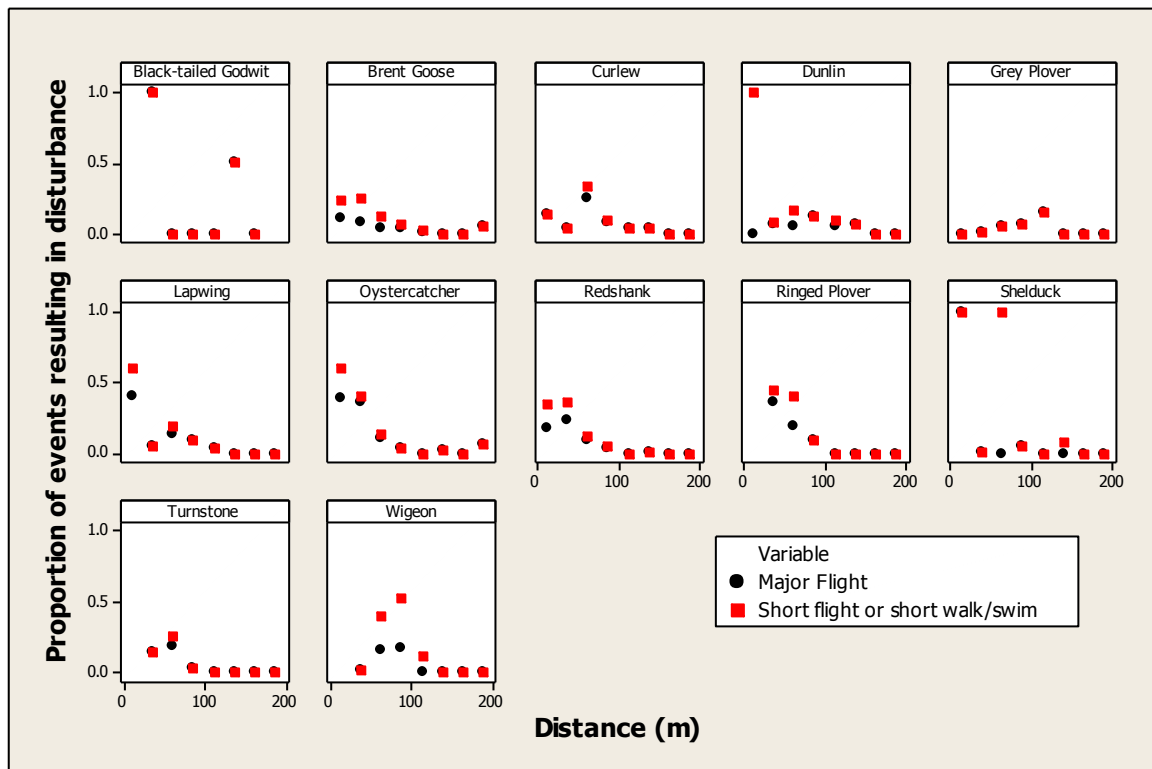 Proportion of events resulting in disturbance
Black-tailed Godwit
Brent Goose
Curlew
Dunlin
Grey Plover
1.0
0.5
0.0
Lapwing
Oystercatcher
Redshank
Ringed Plover
Shelduck
1.0
0.5
0.0
0 100 200
0 100 200
0 100 200
Turnstone
Wigeon
1.0
0.5
0.0
0 100 200
0 100 200
Variable
Major Flight
Short flight or short walk/swim
Distance (m)